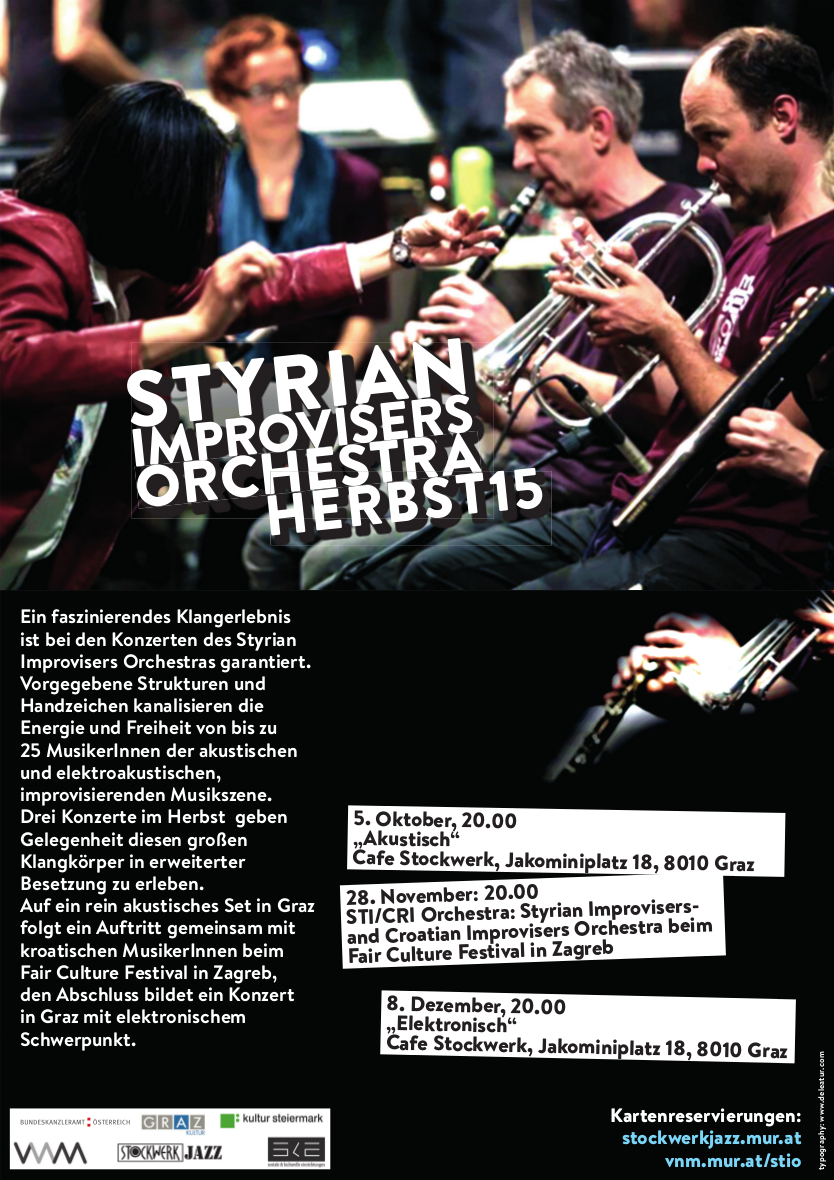 STYRIAN
IMPROVISERS
ORCHESTRA
HERBST15
Ein faszinierendes Klangerlebnis
ist bei den Konzerten des Styrian
Improvisers Orchestras garantiert.
Vorgegebene Strukturen und
Handzeichen kanalisieren die
Energie und Freiheit von bis zu
25 MusikerInnen der akustischen
und elektroakustischen,
improvisierenden Musikszene.
Drei Konzerte im Herbst geben
Gelegenheit diesen großen
Klangkörper in erweiterter
Besetzung zu erleben.
Auf ein rein akustisches Set in Graz
folgt ein Auftritt gemeinsam mit
kroatischen MusikerInnen beim
Fair Culture Festival in Zagreb,
den Abschluss bildet ein Konzert
in Graz mit elektronischem
Schwerpunkt.
5. Oktober, 20.00
„Akustisch“
Cafe Stockwerk, Jakominiplatz 18, 8010 Graz
28. November: 20.00
STI/CRI Orchestra: Styrian Improvisers-
and Croatian Improvisers Orchestra beim
Fair Culture Festival in Zagreb
8. Dezember, 20.00
„Elektronisch“
Cafe Stockwerk, Jakominiplatz 18, 8010 Graz
Kartenreservierungen:
stockwerkjazz.mur.at
vnm.mur.at/stio
typography: www.deleatur.com
BUNDESKANZLERAMT ÖSTERREICH
GRAZ
KULTUR
kultur steiermark
STOCKWERK JAZZ